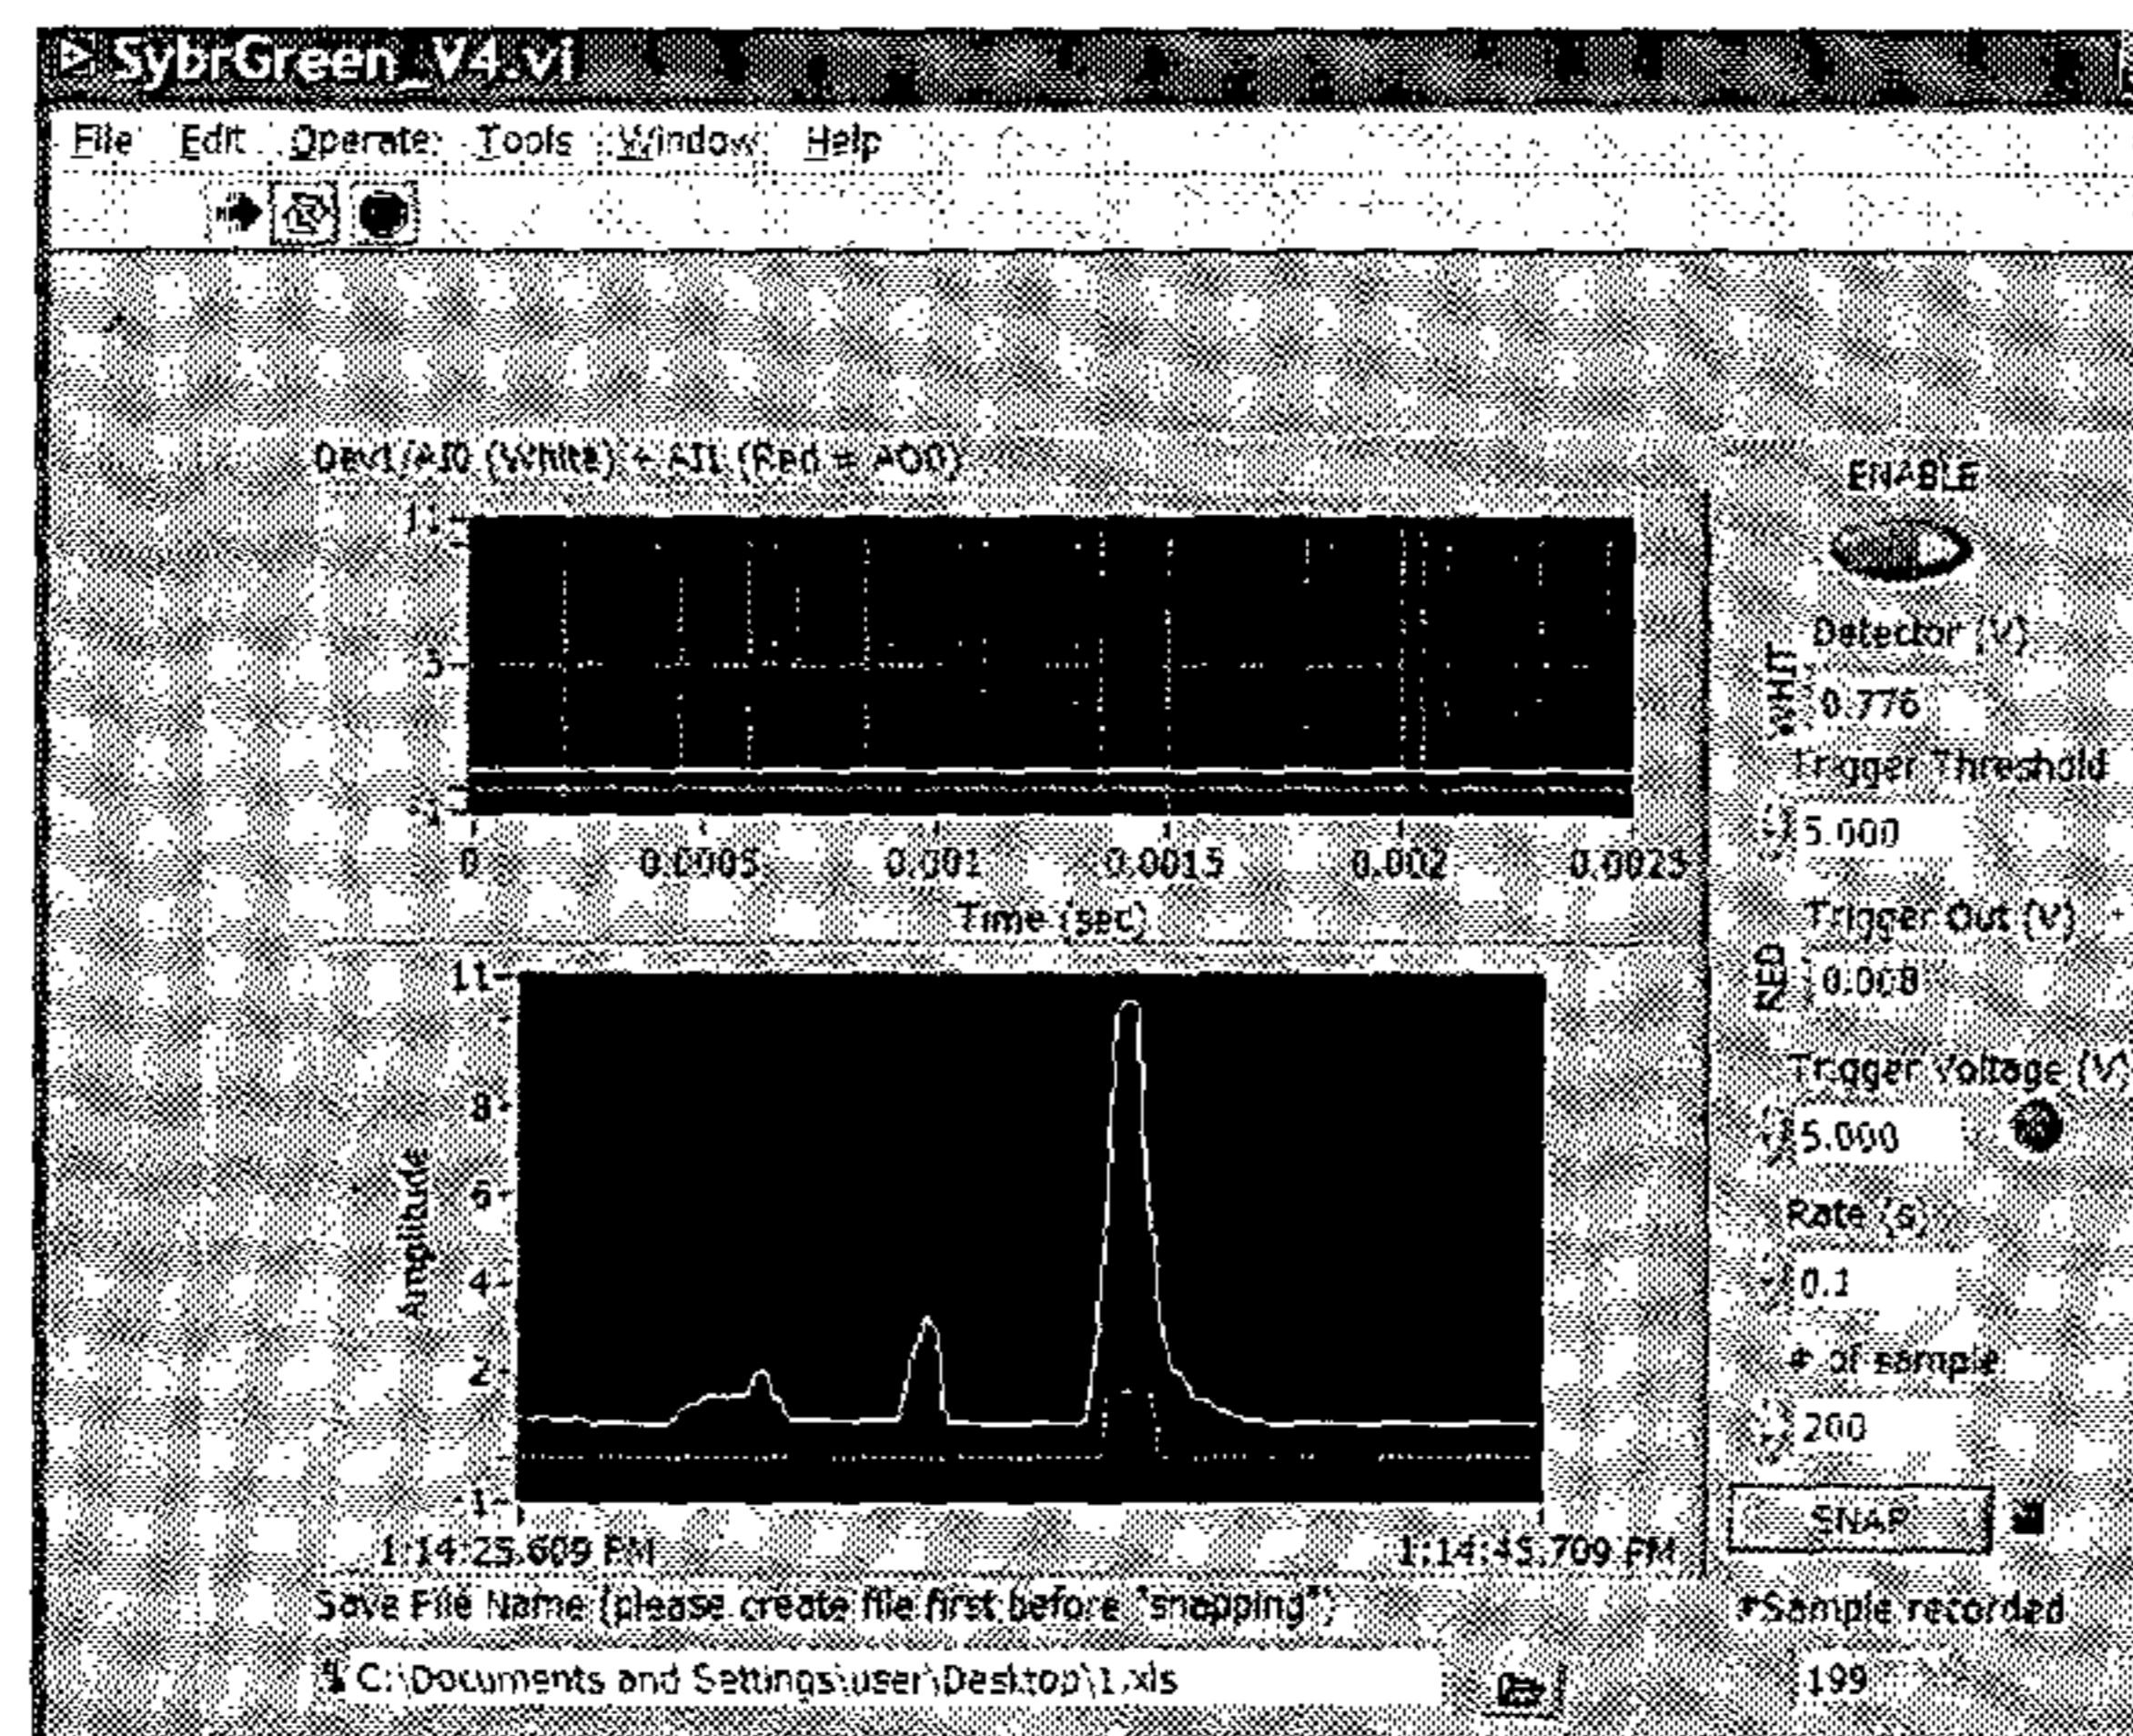 SybrGreen_V4.vi
File Edit Operate Tools Window Help
Dev1/AI0 (White) + AI1 (Red = AO0)
11
5
-1
0 0.0005 0.001 0.0015 0.002 0.0025
Time (sec)
ENABLE
Detector (V)
0.776
Trigger Threshold
5.000
Trigger Out (V)
RED
0.008
Trigger Voltage (V)
5.000
Rate (s)
0.1
# of sample
200
SNAP
#Sample recorded
199
11
8
6
4
2
-1
Amplitude
1:14:25.609 PM 1:14:45.709 PM
Save File Name (please create file first before "snapping")
C:\Documents and Settings\user\Desktop\1.xls